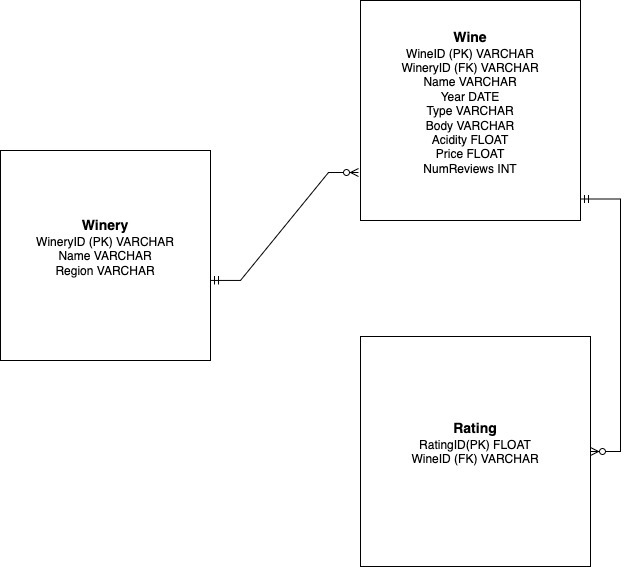 Wine
WineID (PK) VARCHAR
WineryID (FK) VARCHAR
Name VARCHAR
Year DATE
Type VARCHAR
Body VARCHAR
Acidity FLOAT
Price FLOAT
NumReviews INT
Winery
WineryID (PK) VARCHAR
Name VARCHAR
Region VARCHAR
Rating
RatingID(PK) FLOAT
WineID (FK) VARCHAR